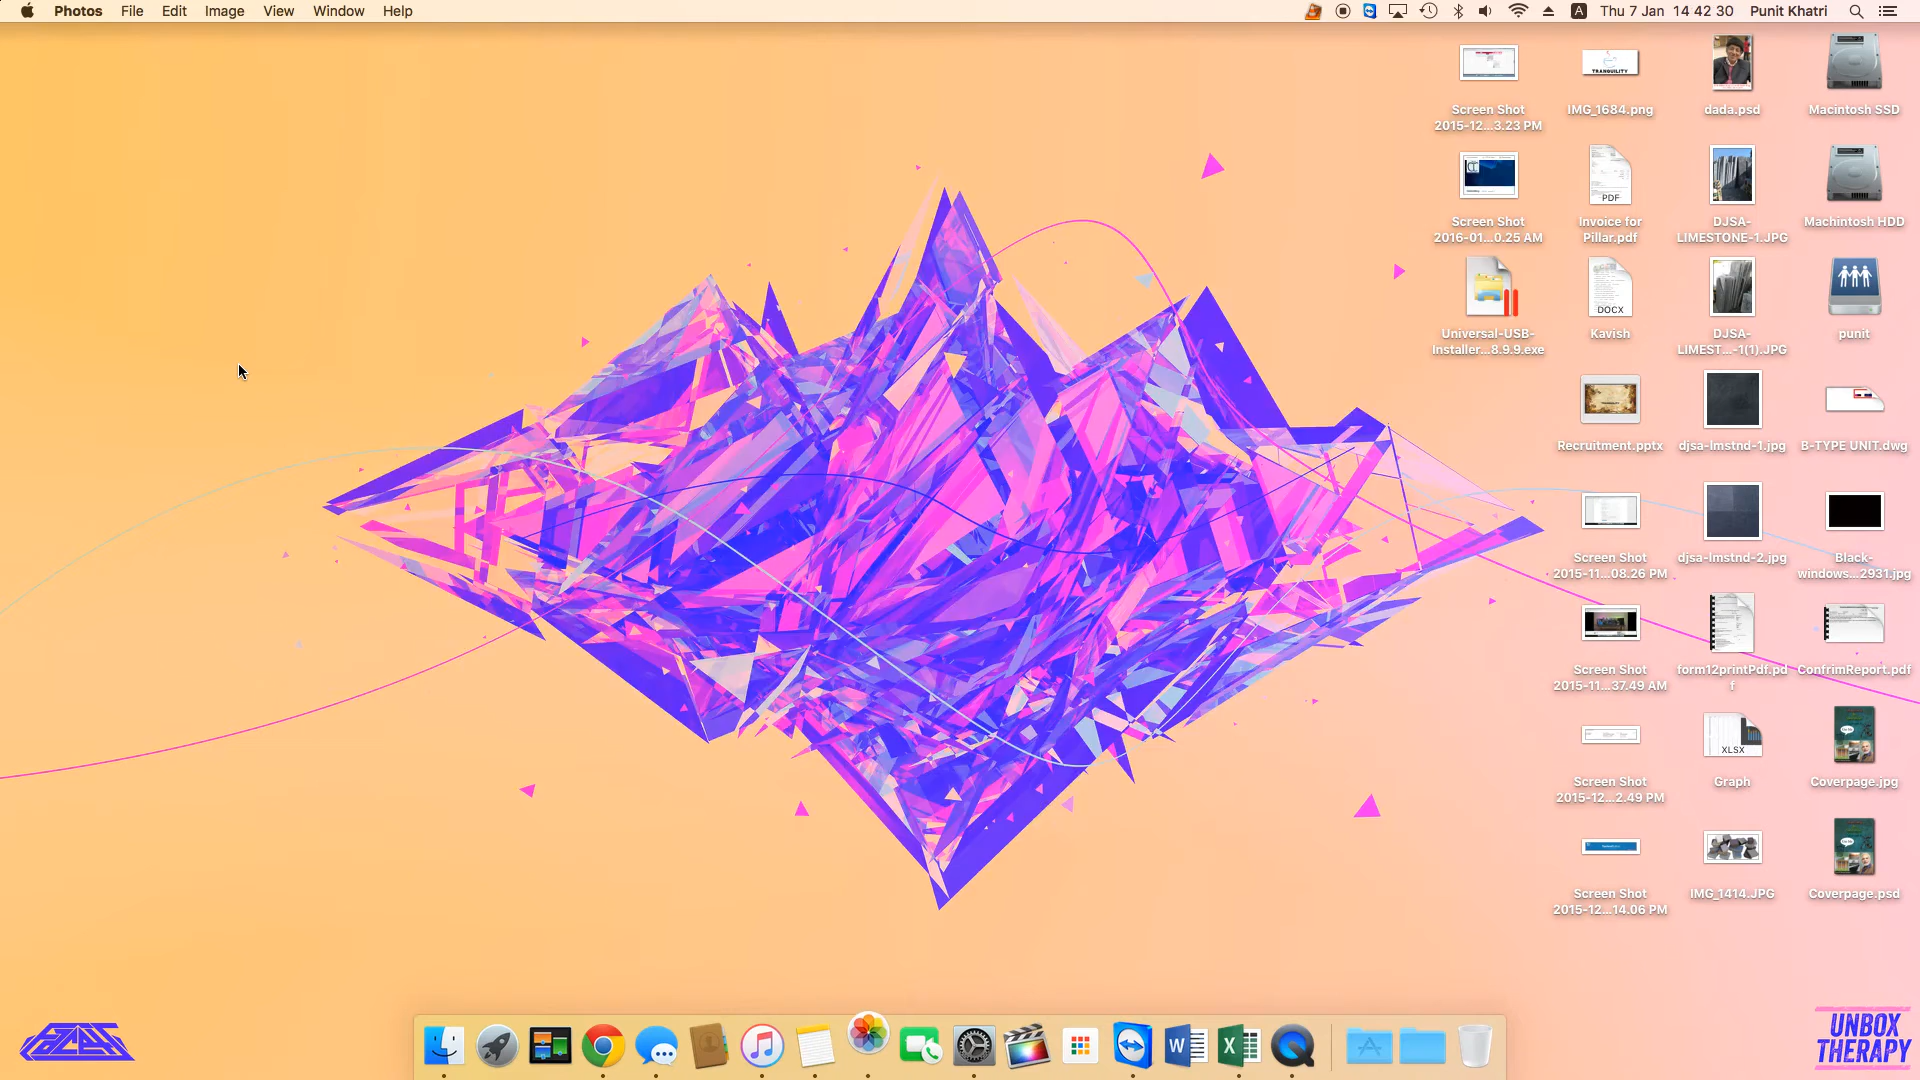 Photos File Edit Image View Window Help
A Thu 7 Jan 14 42 30 Punit Khatri
Screen Shot
2015-12...3.23 PM
TRANQUILITY
IMG_1684.png
dada.psd
Macintosh SSD
Screen Shot
2016-01...0.25 AM
PDF
Invoice for
Pillar.pdf
DJSA-
LIMESTONE-1.JPG
Machintosh HDD
Universal-USB-
Installer...8.9.9.exe
DOCX
Kavish
DJSA-
LIMEST...-1(1).JPG
punit
Recruitment.pptx
djsa-lmstnd-1.jpg
B-TYPE UNIT.dwg
Screen Shot
2015-11...08.26 PM
djsa-lmstnd-2.jpg
Black-
windows...2931.jpg
Screen Shot
2015-11...37.49 AM
form12printPdf.pd
f
ConfrimReport.pdf
Screen Shot
2015-12...2.49 PM
XLSX
Graph
Coverpage.jpg
Screen Shot
2015-12...14.06 PM
IMG_1414.JPG
Coverpage.psd
UNBOX
THERAPY